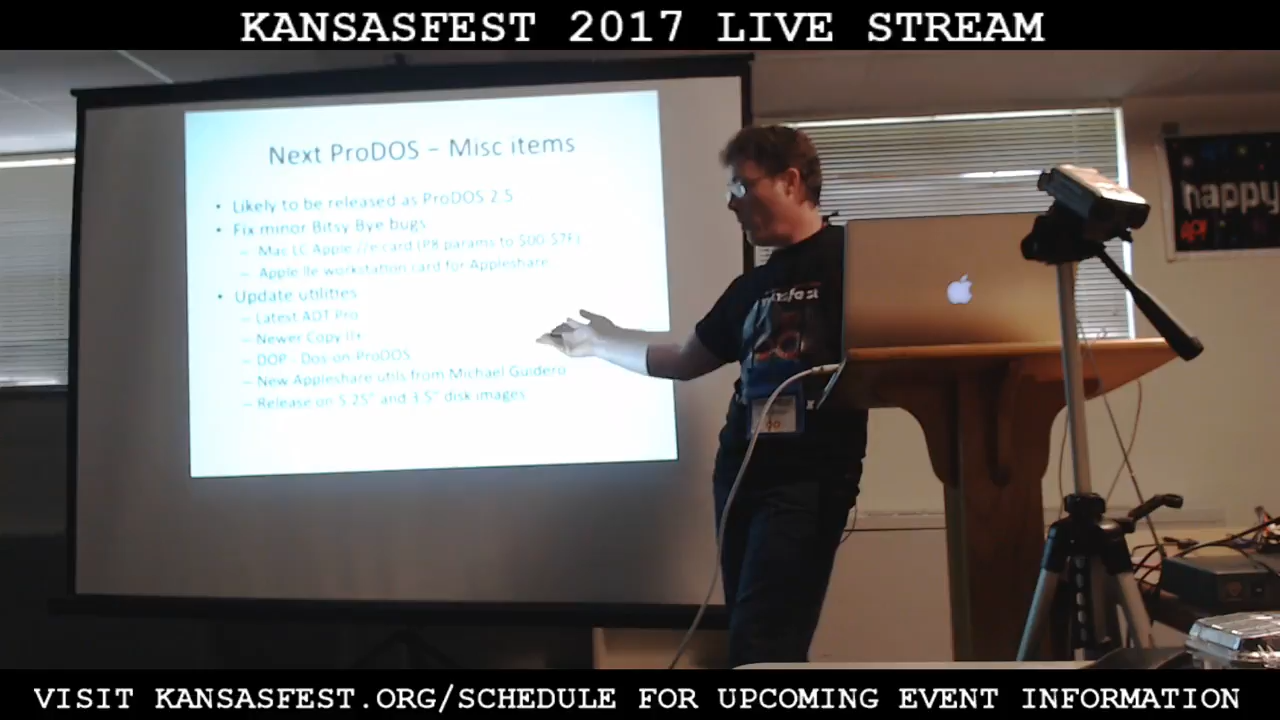 KANSASFEST 2017 LIVE STREAM
Next ProDOS – Misc items
• Likely to be released as ProDOS 2.5
• Fix minor Bitsy Bye bugs
– Mac LC Apple //e card (P8 params to $00-$7F)
– Apple IIe workstation card for Appleshare
• Update utilities
– Latest ADT Pro
– Newer Copy II+
– DOP - Dos on ProDOS
– New Appleshare utils from Michael Guidero
– Release on 5.25" and 3.5" disk images
happy
VISIT KANSASFEST.ORG/SCHEDULE FOR UPCOMING EVENT INFORMATION